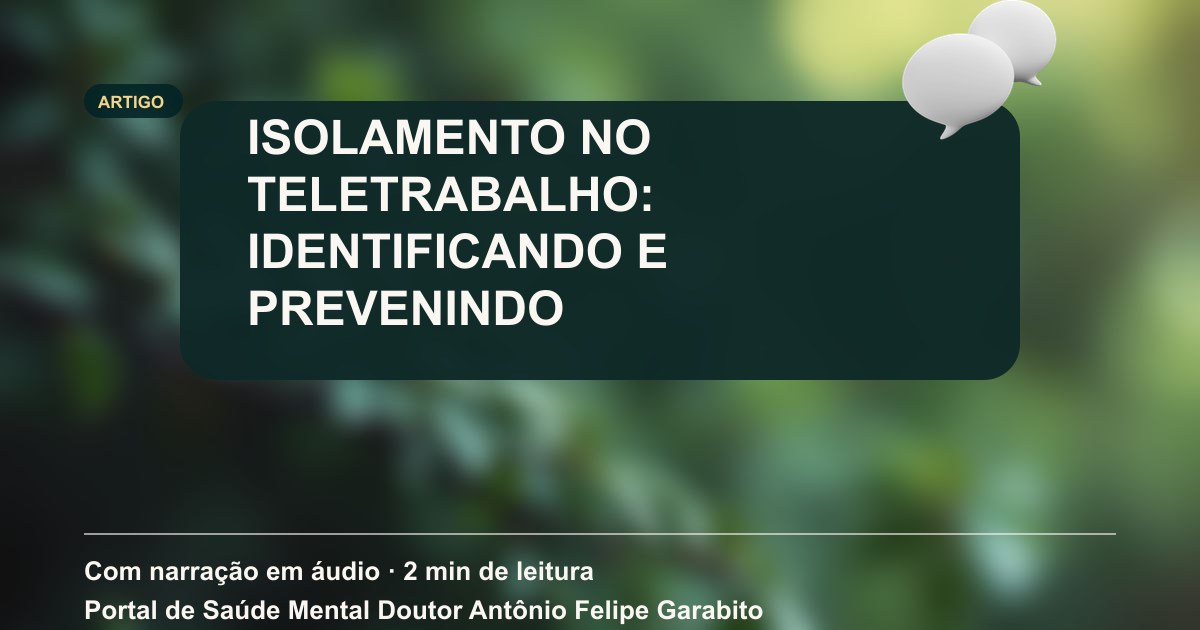 ARTIGO
ISOLAMENTO NO
TELETRABALHO:
IDENTIFICANDO E
PREVENINDO
Com narração em áudio · 2 min de leitura
Portal de Saúde Mental Doutor Antônio Felipe Garabito